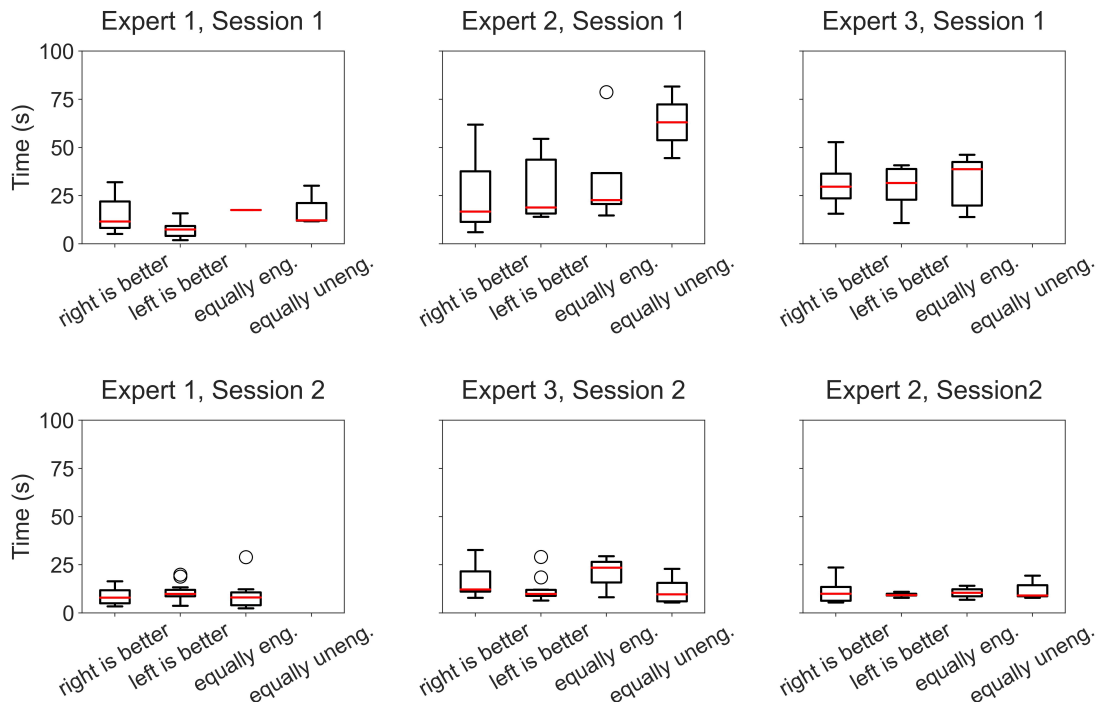 Expert 1, Session 1
Expert 2, Session 1
Expert 3, Session 1
Time (s)
100
75
50
25
0
right is better
left is better
equally eng.
equally uneng.
right is better
left is better
equally eng.
equally uneng.
right is better
left is better
equally eng.
equally uneng.
Expert 1, Session 2
Expert 3, Session 2
Expert 2, Session2
Time (s)
100
75
50
25
0
right is better
left is better
equally eng.
equally uneng.
right is better
left is better
equally eng.
equally uneng.
right is better
left is better
equally eng.
equally uneng.